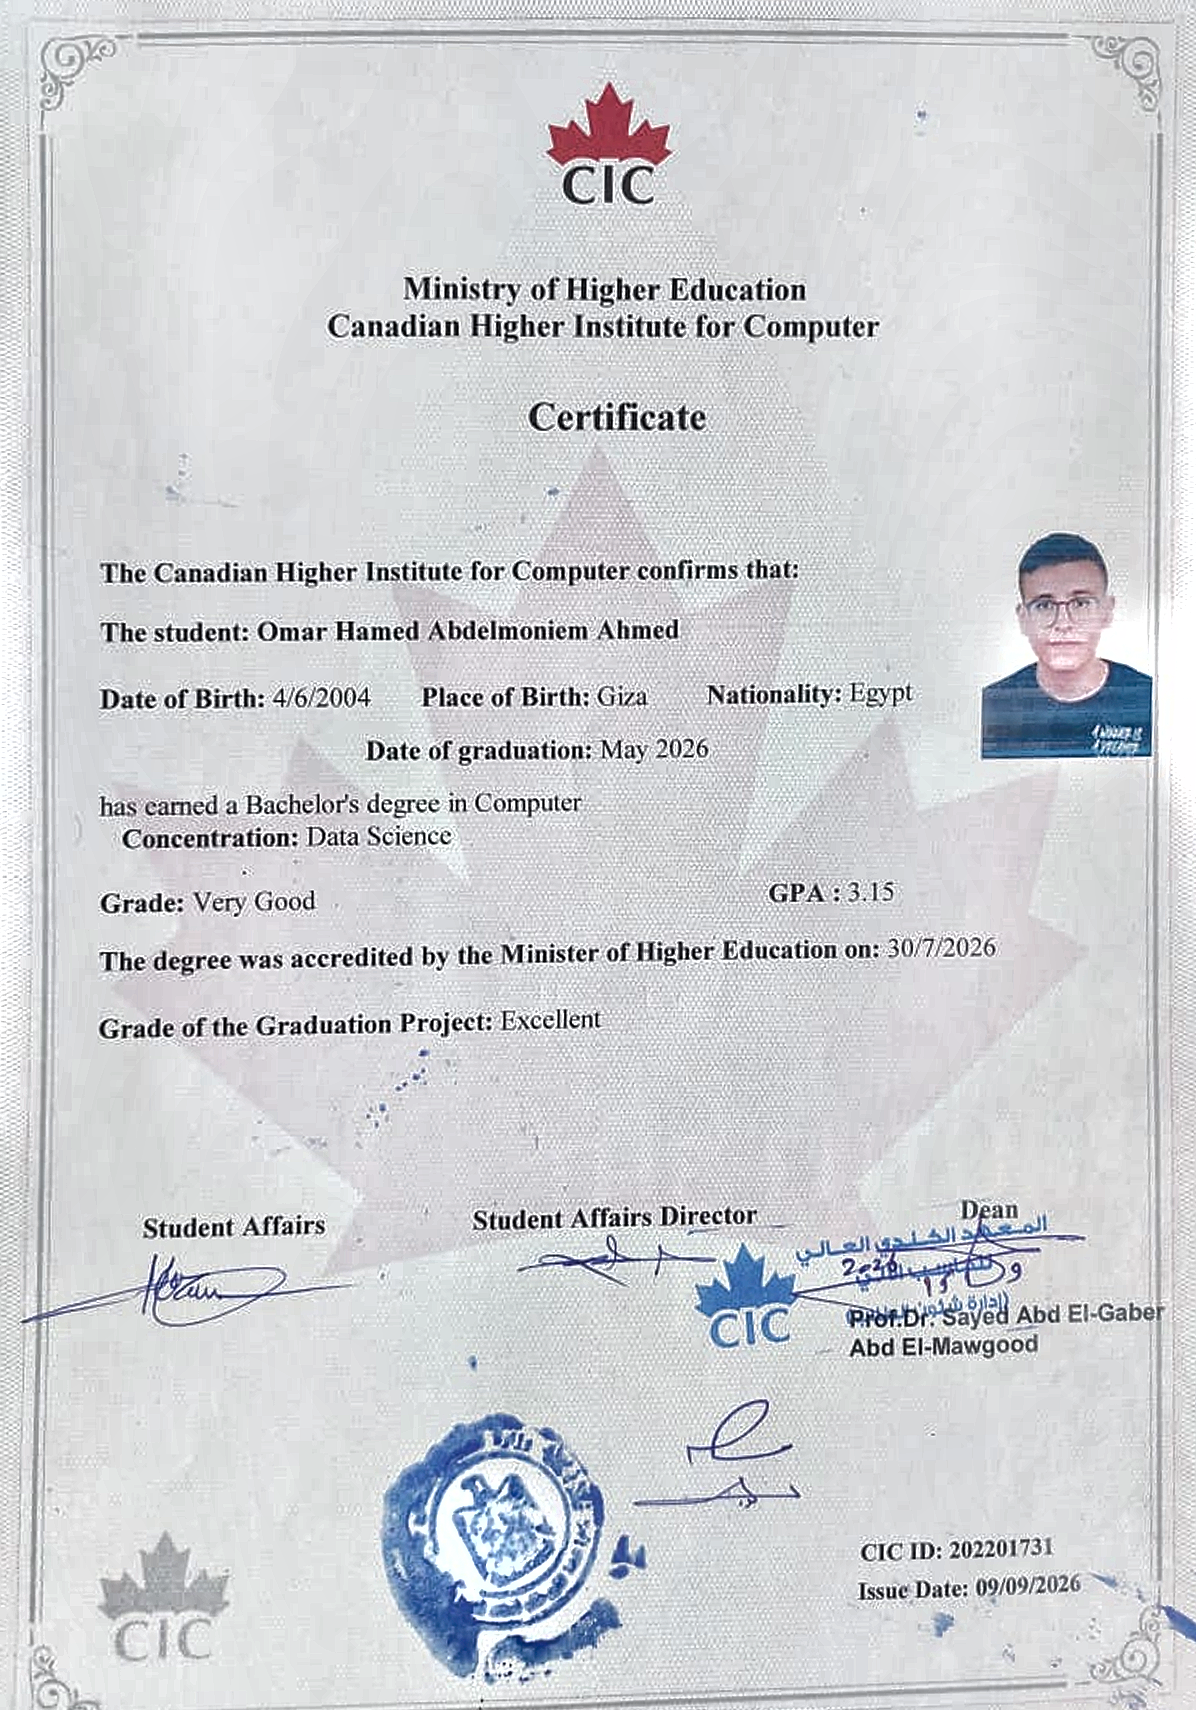 CIC
Ministry of Higher Education
Canadian Higher Institute for Computer
Certificate
The Canadian Higher Institute for Computer confirms that:
The student: Omar Hamed Abdelmoniem Ahmed
Date of Birth: 4/6/2004 Place of Birth: Giza Nationality: Egypt
Date of graduation: May 2026
has earned a Bachelor's degree in Computer
Concentration: Data Science
Grade: Very Good GPA : 3.15
The degree was accredited by the Minister of Higher Education on: 30/7/2026
Grade of the Graduation Project: Excellent
Student Affairs Student Affairs Director Dean
المعهد الكندي العالي
CIC
Prof.Dr. Sayed Abd El-Gaber
Abd El-Mawgood
CIC ID: 202201731
Issue Date: 09/09/2026
CIC